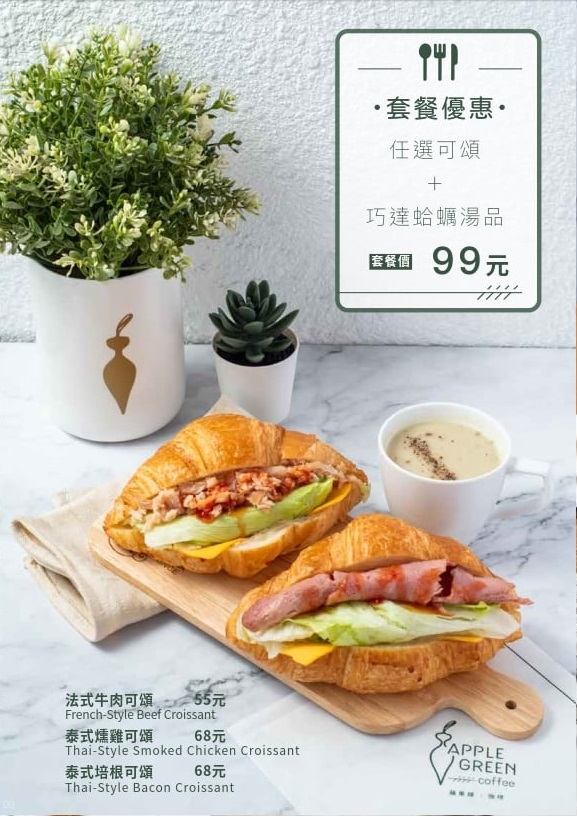 ·套餐優惠·
任選可頌
+
巧達蛤蠣湯品
套餐價 99元
法式牛肉可頌 55元
French-Style Beef Croissant
泰式燻雞可頌 68元
Thai-Style Smoked Chicken Croissant
泰式培根可頌 68元
Thai-Style Bacon Croissant
APPLE
GREEN
coffee